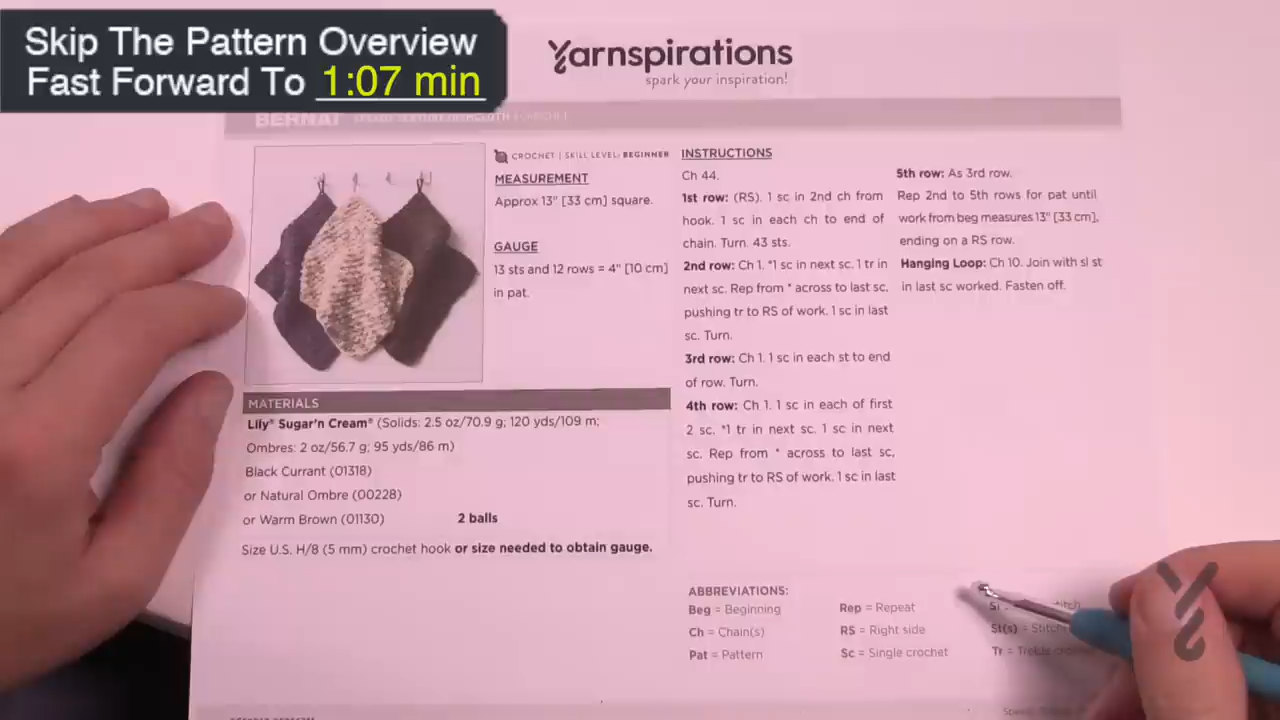 Skip The Pattern Overview
Fast Forward To 1:07 min
Yarnspirations
spark your inspiration!
BERNAT
CROCHET | SKILL LEVEL: BEGINNER
MEASUREMENT
Approx 13" [33 cm] square.
GAUGE
13 sts and 12 rows = 4" [10 cm]
in pat.
MATERIALS
Lily® Sugar'n Cream® (Solids: 2.5 oz/70.9 g; 120 yds/109 m;
Ombres: 2 oz/56.7 g; 95 yds/86 m)
Black Currant (01318)
or Natural Ombre (00228)
or Warm Brown (01130) 2 balls
Size U.S. H/8 (5 mm) crochet hook or size needed to obtain gauge.
INSTRUCTIONS
Ch 44.
1st row: (RS). 1 sc in 2nd ch from
hook. 1 sc in each ch to end of
chain. Turn. 43 sts.
2nd row: Ch 1. *1 sc in next sc. 1 tr in
next sc. Rep from * across to last sc,
pushing tr to RS of work. 1 sc in last
sc. Turn.
3rd row: Ch 1. 1 sc in each st to end
of row. Turn.
4th row: Ch 1. 1 sc in each of first
2 sc. *1 tr in next sc. 1 sc in next
sc. Rep from * across to last sc,
pushing tr to RS of work. 1 sc in last
sc. Turn.
5th row: As 3rd row.
Rep 2nd to 5th rows for pat until
work from beg measures 13" [33 cm],
ending on a RS row.
Hanging Loop: Ch 10. Join with sl st
in last sc worked. Fasten off.
ABBREVIATIONS:
Beg = Beginning
Ch = Chain(s)
Pat = Pattern
Rep = Repeat
RS = Right side
Sc = Single crochet
St(s) =
Tr =